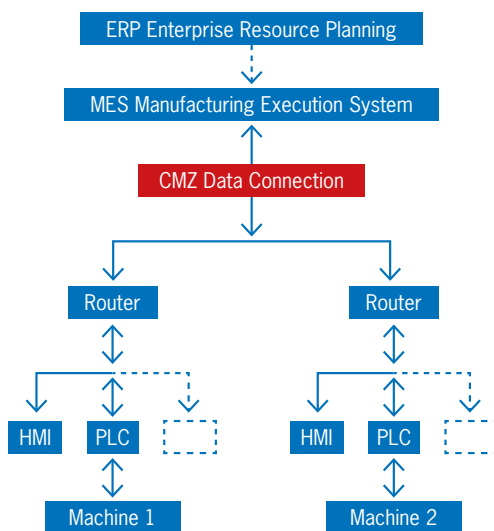 ERP Enterprise Resource Planning
MES Manufacturing Execution System
CMZ Data Connection
Router Router
HMI PLC HMI PLC
Machine 1 Machine 2